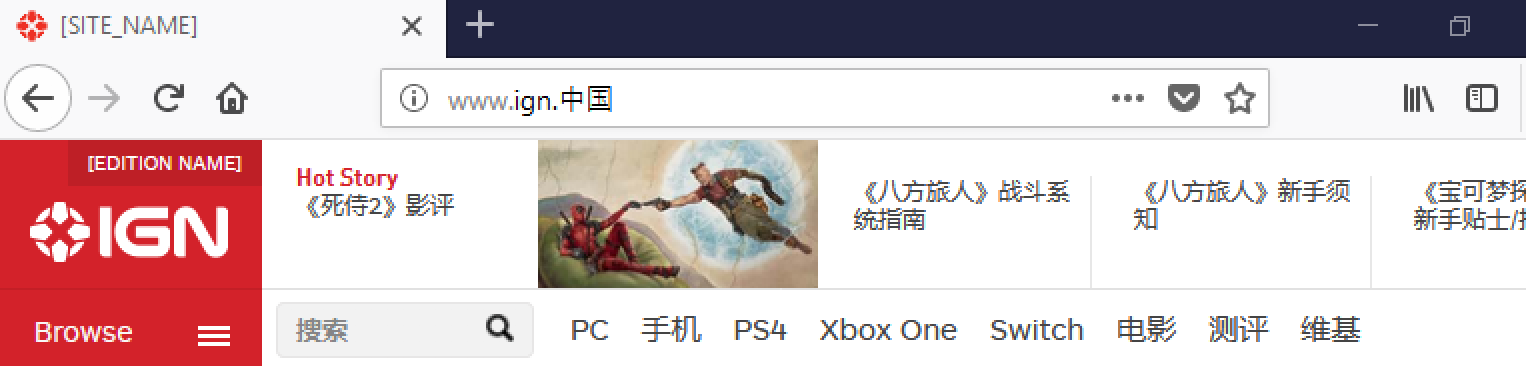 [SITE_NAME]
www.ign.中国
[EDITION NAME]
IGN
Browse
Hot Story
《死侍2》影评
《八方旅人》战斗系
统指南
《八方旅人》新手须
知
《宝可梦探
新手贴士/
搜索
PC 手机 PS4 Xbox One Switch 电影 测评 维基